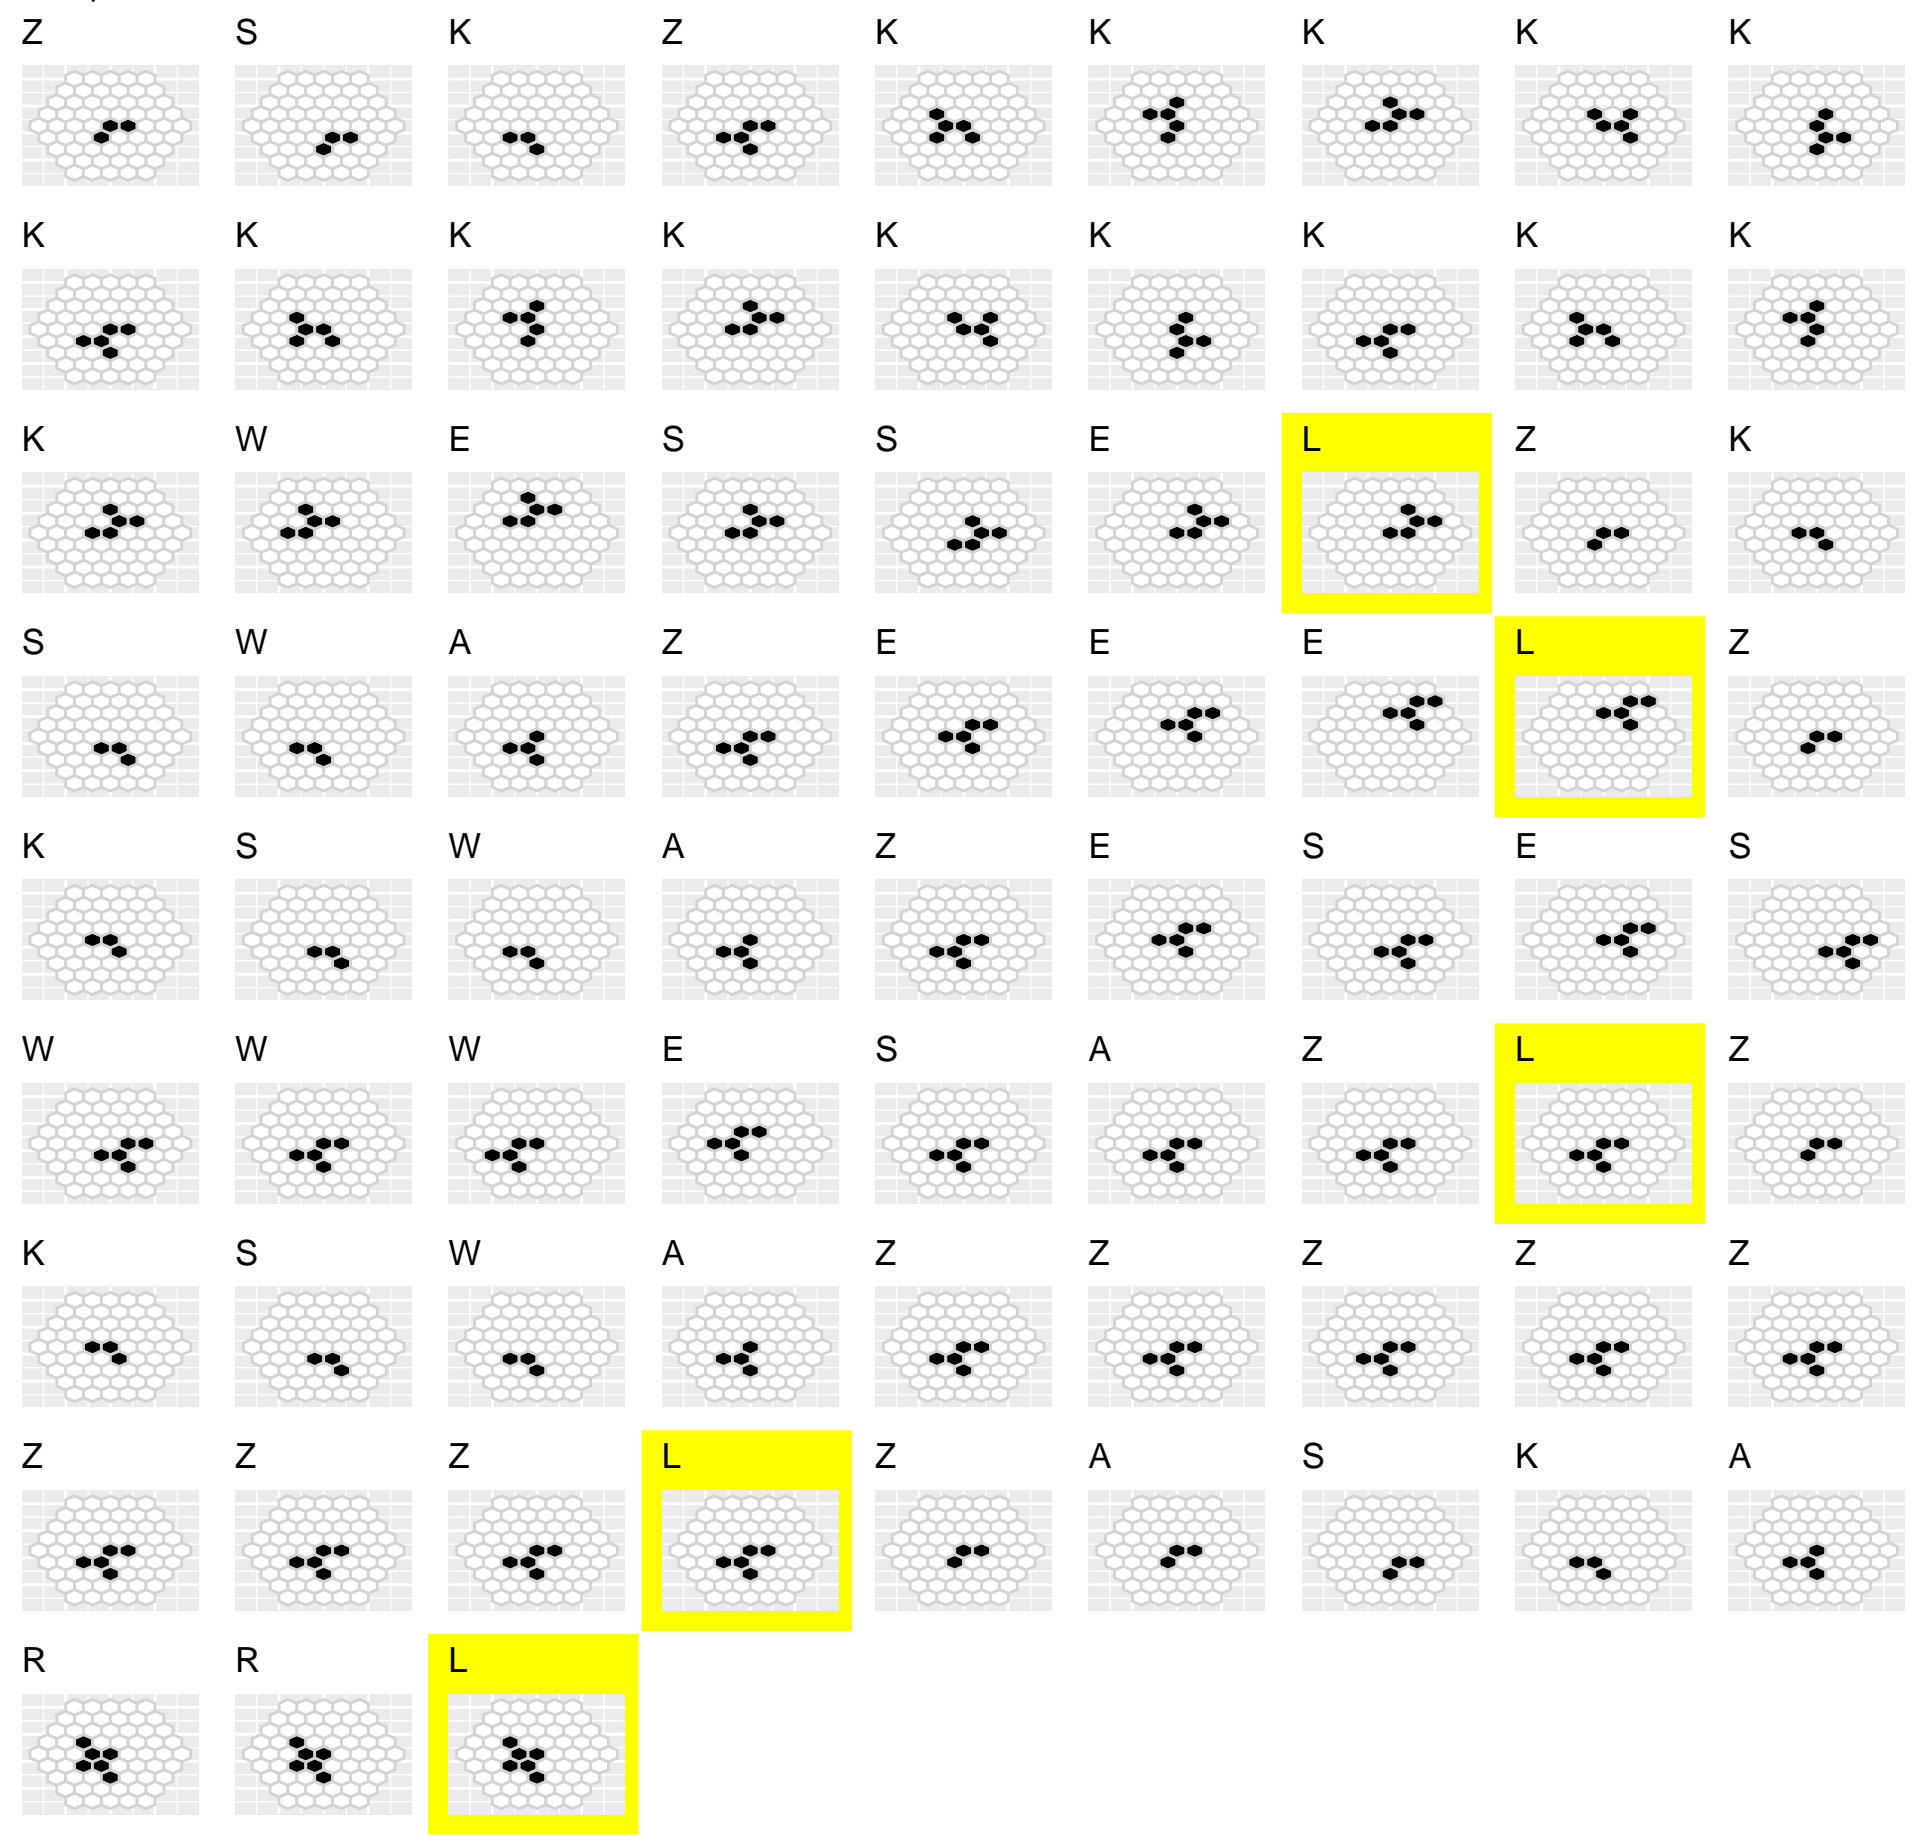 Z S K Z K K K K K
K K K K K K K K K
K W E S S E L Z K
S W A Z E E E L Z
K S W A Z E S E S
W W W E S A Z L Z
K S W A Z Z Z Z Z
Z Z Z L Z A S K A
R R L